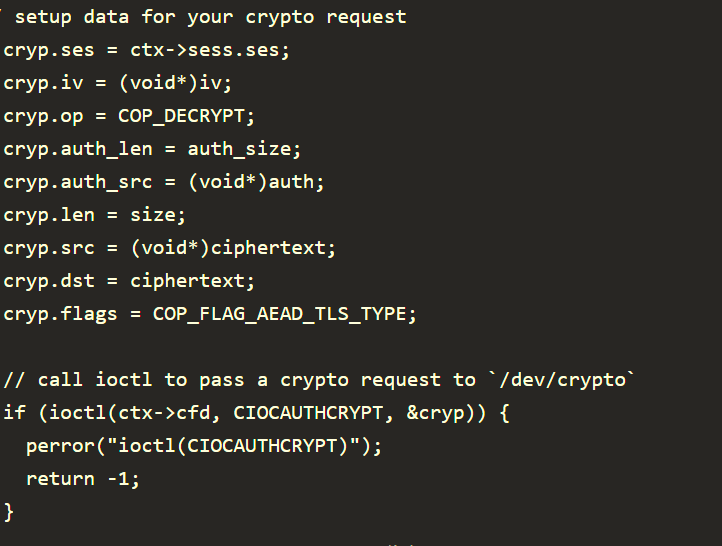 / setup data for your crypto request
cryp.ses = ctx->sess.ses;
cryp.iv = (void*)iv;
cryp.op = COP_DECRYPT;
cryp.auth_len = auth_size;
cryp.auth_src = (void*)auth;
cryp.len = size;
cryp.src = (void*)ciphertext;
cryp.dst = ciphertext;
cryp.flags = COP_FLAG_AEAD_TLS_TYPE;
// call ioctl to pass a crypto request to `/dev/crypto`
if (ioctl(ctx->cfd, CIOCAUTHCRYPT, &cryp)) {
  perror("ioctl(CIOCAUTHCRYPT)");
  return -1;
}